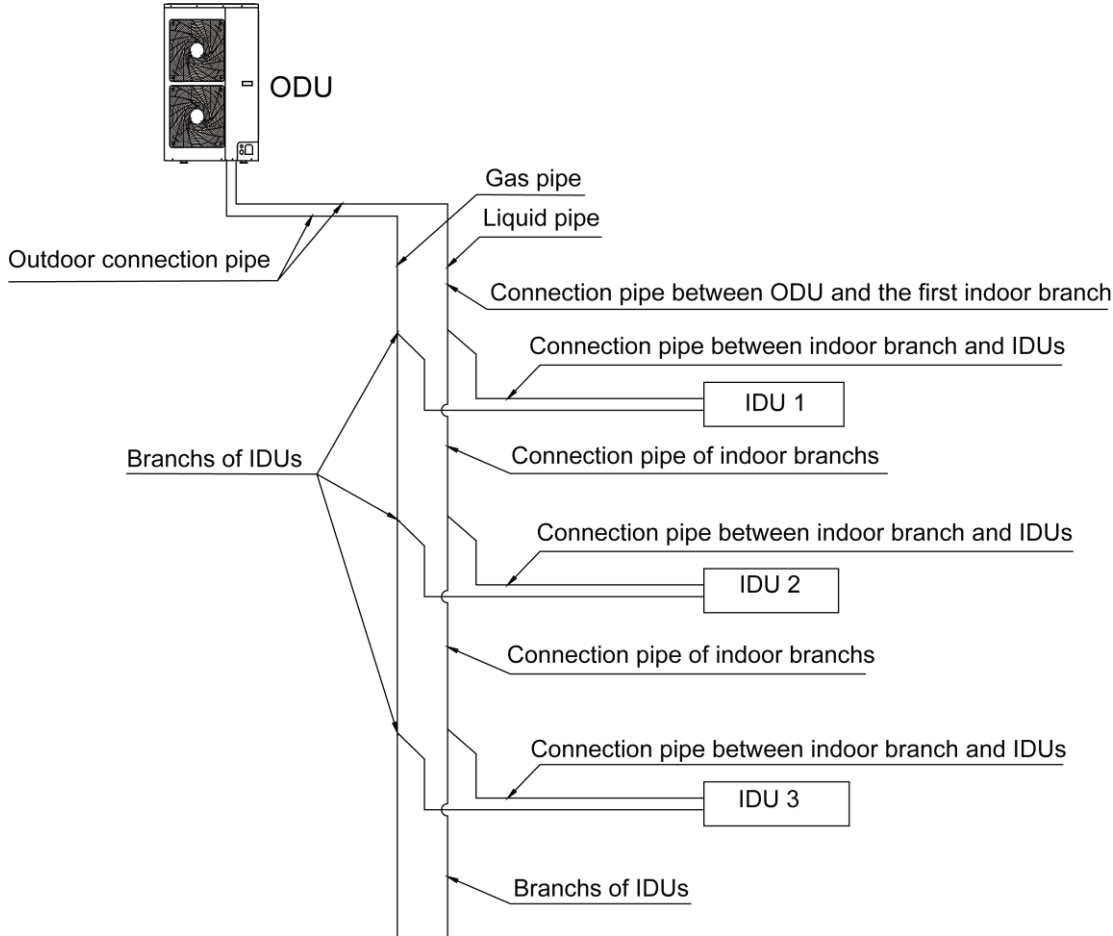 ODU
Gas pipe
Liquid pipe
Outdoor connection pipe
Connection pipe between ODU and the first indoor branch
Connection pipe between indoor branch and IDUs
IDU 1
Branchs of IDUs
Connection pipe of indoor branchs
Connection pipe between indoor branch and IDUs
IDU 2
Connection pipe of indoor branchs
Connection pipe between indoor branch and IDUs
IDU 3
Branchs of IDUs